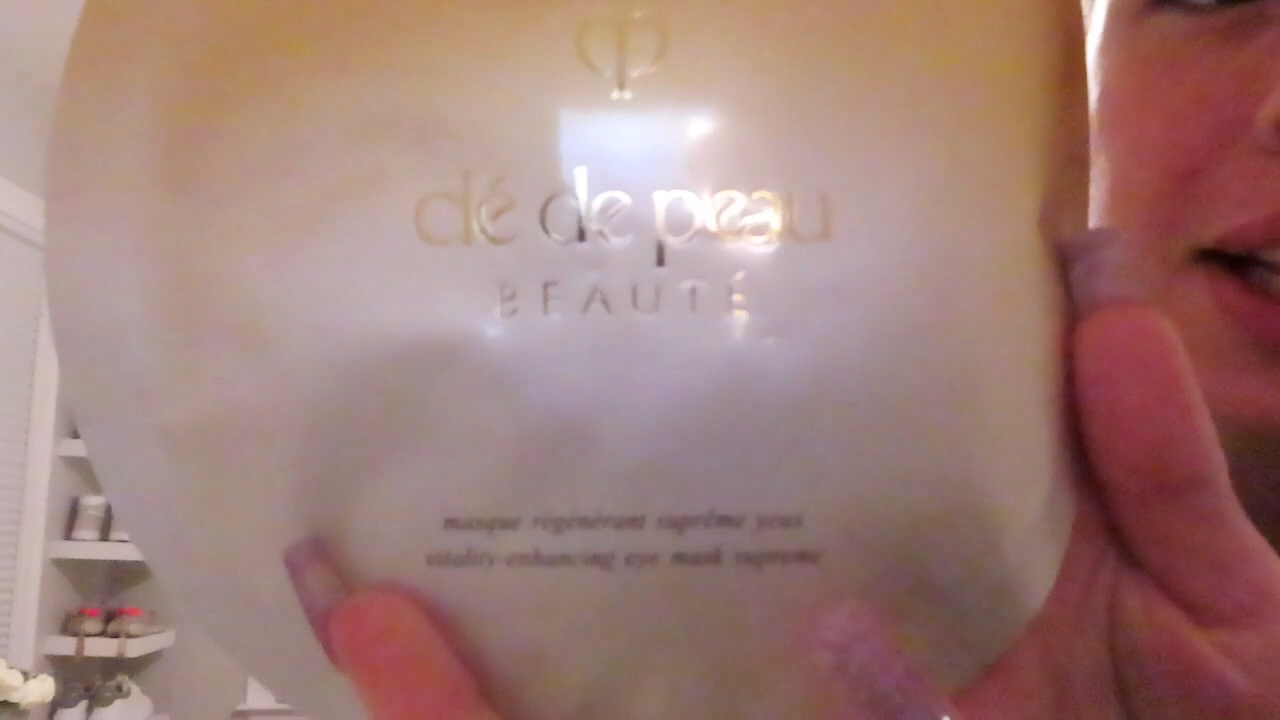 clé de peau
BEAUTÉ
masque régénérant suprême yeux
vitality-enhancing eye mask supreme